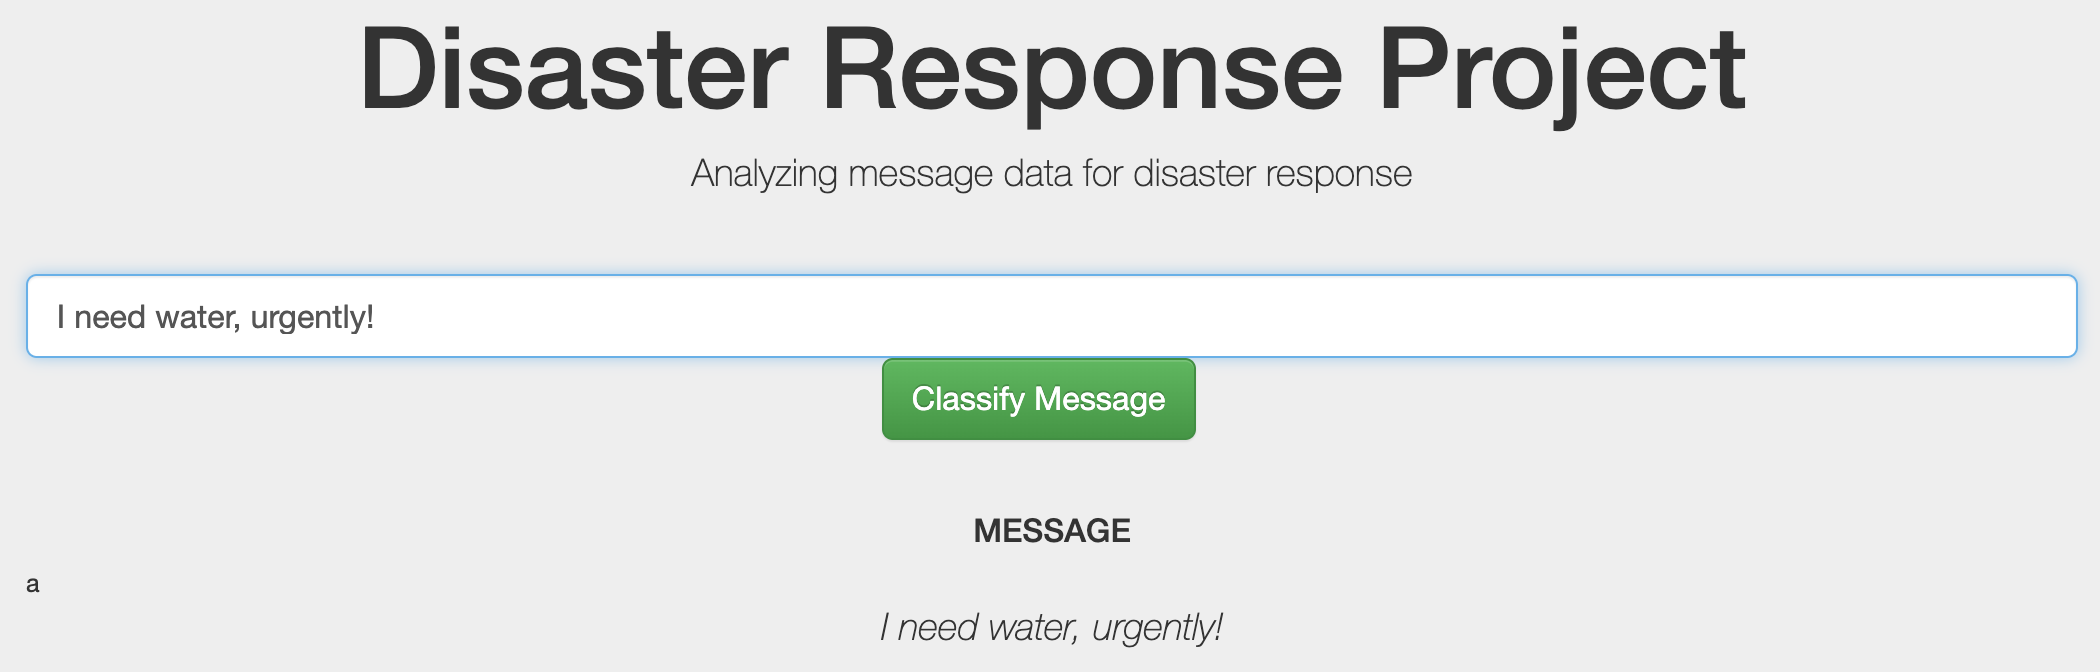 Disaster Response Project
Analyzing message data for disaster response
I need water, urgently!
Classify Message
MESSAGE
a
I need water, urgently!